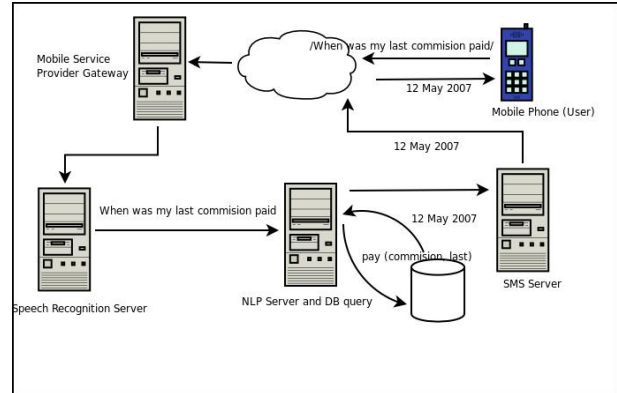 /When was my last commision paid/
Mobile Service
Provider Gateway
12 May 2007
Mobile Phone (User)
12 May 2007
When was my last commision paid
12 May 2007
pay (commision, last)
Speech Recognition Server
NLP Server and DB query
SMS Server